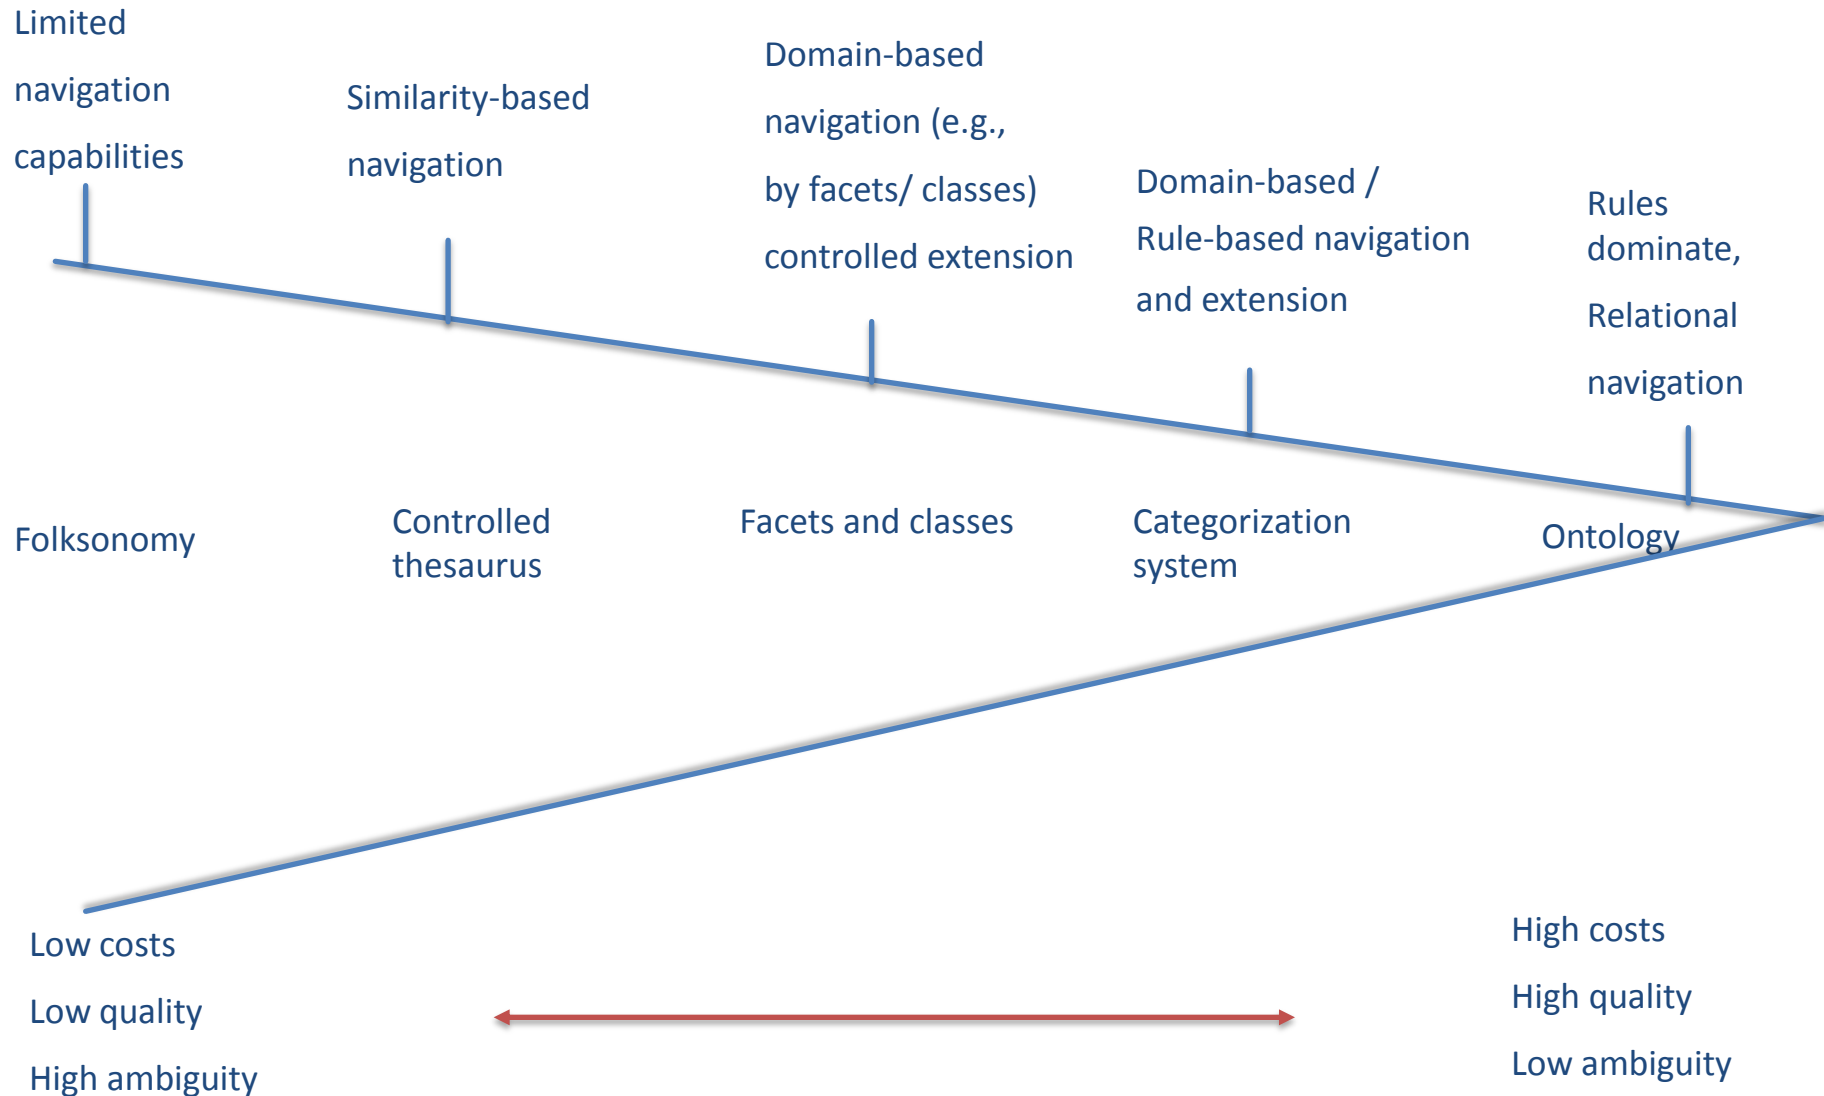 Limited
navigation
capabilities
Similarity-based
navigation
Domain-based
navigation (e.g.,
by facets/ classes)
controlled extension
Domain-based /
Rule-based navigation
and extension
Rules
dominate,
Relational
navigation
Folksonomy
Controlled
thesaurus
Facets and classes
Categorization
system
Ontology
Low costs
Low quality
High ambiguity
High costs
High quality
Low ambiguity